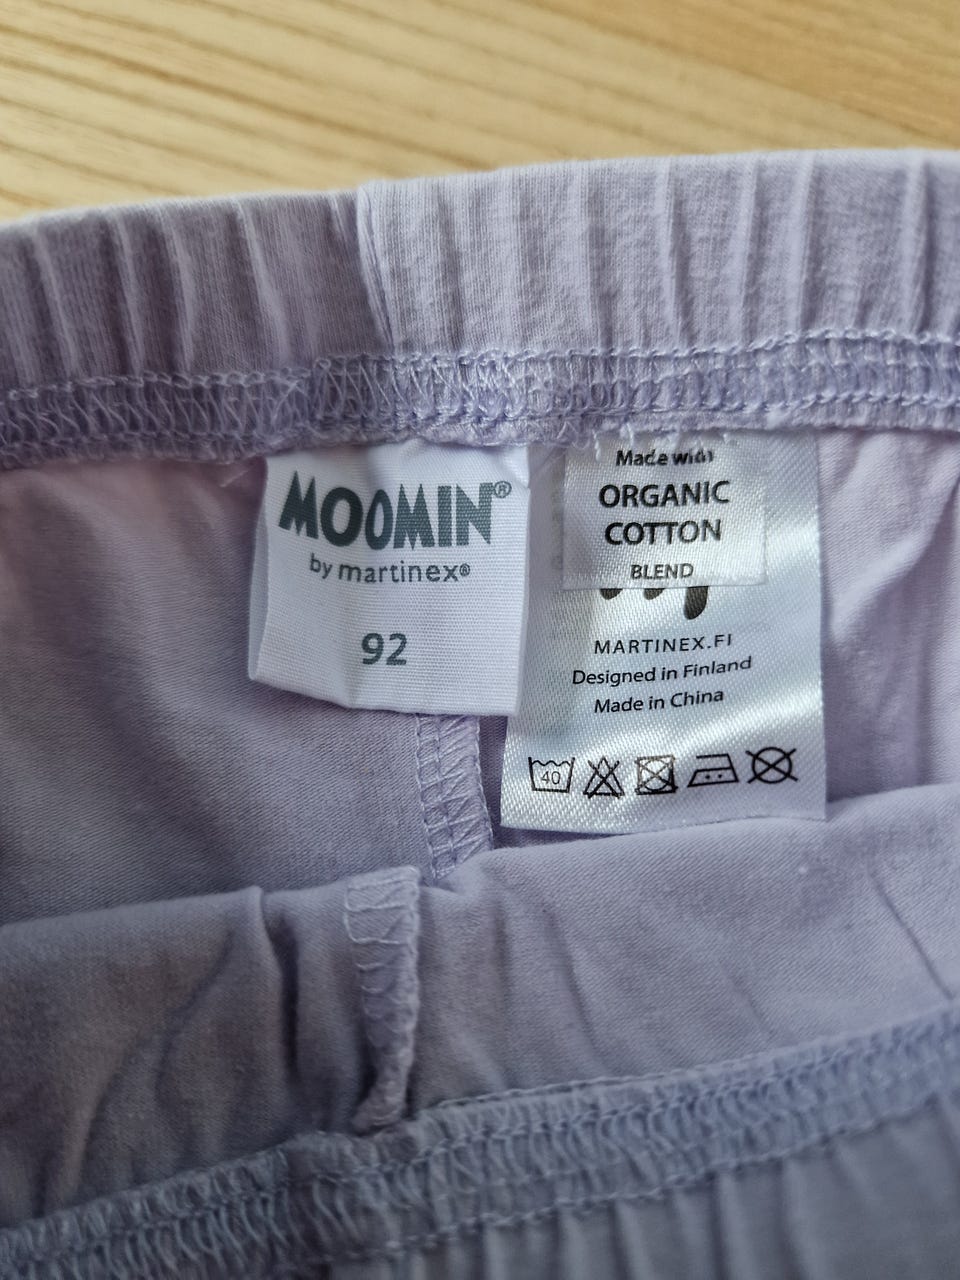 MOOMIN®
by martinex®
92
Made with
ORGANIC
COTTON
BLEND
MARTINEX.FI
Designed in Finland
Made in China
40